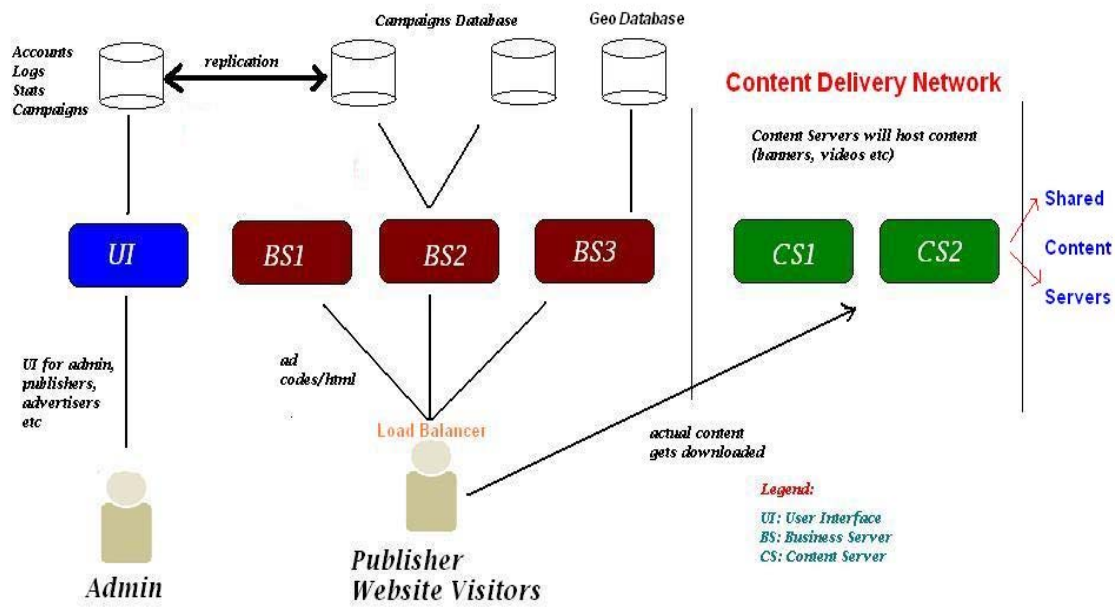 Campaigns Database
Geo Database
Accounts
Logs
Stats
Campaigns
replication
Content Delivery Network
Content Servers will host content
(banners, videos etc)
UI
BS1
BS2
BS3
CS1
CS2
Shared
Content
Servers
UI for admin,
publishers,
advertisers
etc
ad
codes/html
Load Balancer
actual content
gets downloaded
Admin
Publisher
Website Visitors
Legend:
UI: User Interface
BS: Business Server
CS: Content Server